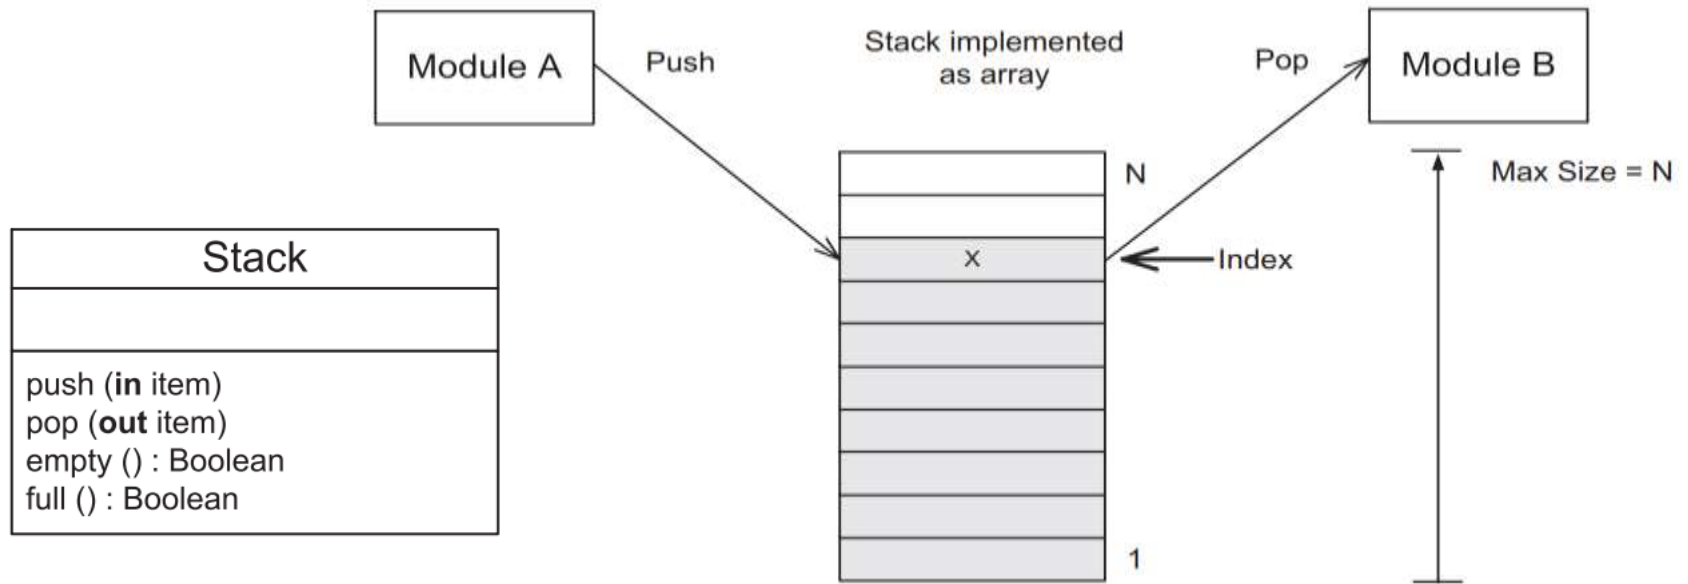 Module A
Push
Stack implemented
as array
Pop
Module B
N
Max Size = N
Stack
x
Index
push (in item)
pop (out item)
empty () : Boolean
full () : Boolean
1